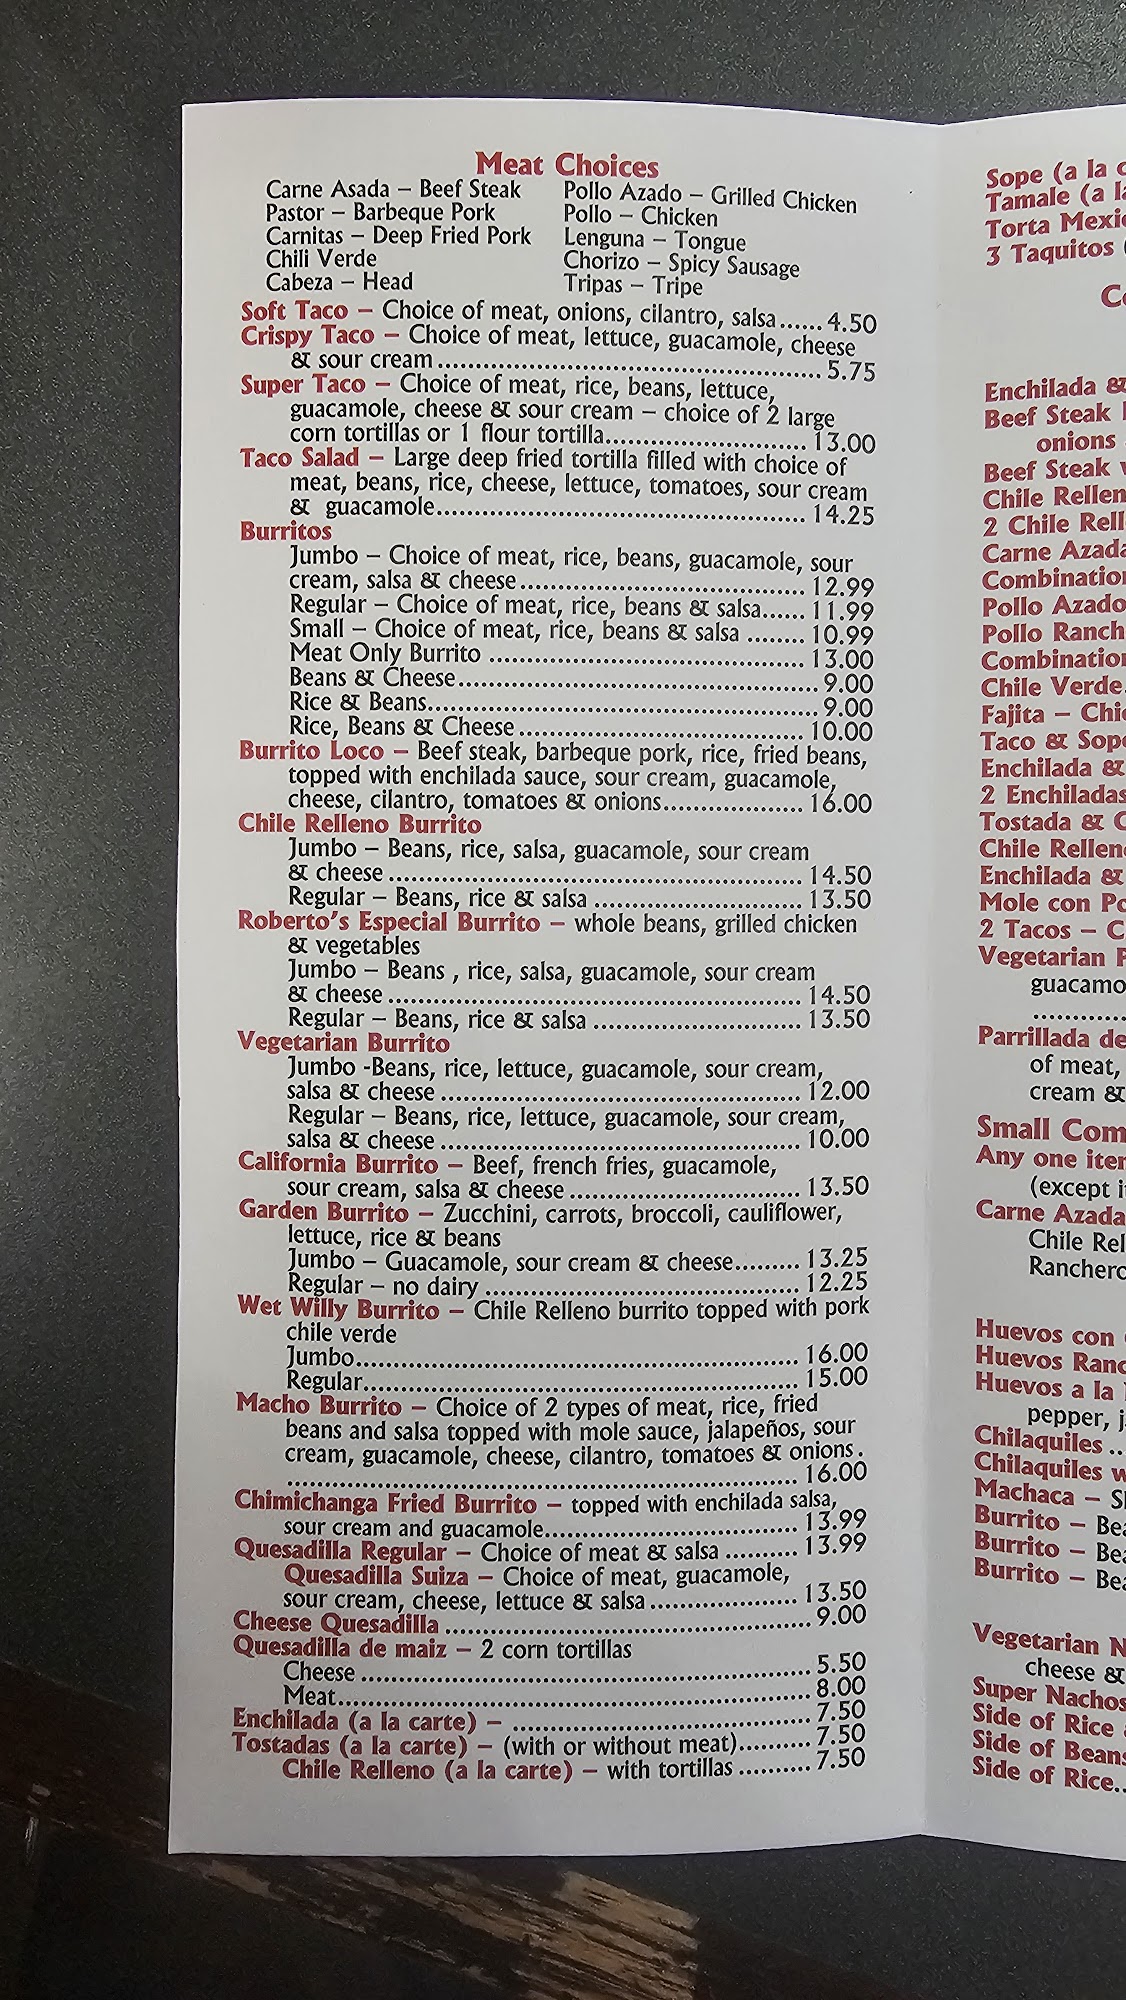 Meat Choices
Carne Asada – Beef Steak
Pastor – Barbeque Pork
Carnitas – Deep Fried Pork
Chili Verde
Cabeza – Head
Pollo Azado – Grilled Chicken
Pollo – Chicken
Lenguna – Tongue
Chorizo – Spicy Sausage
Tripas – Tripe
Soft Taco – Choice of meat, onions, cilantro, salsa...... 4.50
Crispy Taco – Choice of meat, lettuce, guacamole, cheese
& sour cream ........ 5.75
Super Taco – Choice of meat, rice, beans, lettuce,
guacamole, cheese & sour cream – choice of 2 large
corn tortillas or 1 flour tortilla........ 13.00
Taco Salad – Large deep fried tortilla filled with choice of
meat, beans, rice, cheese, lettuce, tomatoes, sour cream
& guacamole........ 14.25
Burritos
Jumbo – Choice of meat, rice, beans, guacamole, sour
cream, salsa & cheese........ 12.99
Regular – Choice of meat, rice, beans & salsa...... 11.99
Small – Choice of meat, rice, beans & salsa ........ 10.99
Meat Only Burrito ........ 13.00
Beans & Cheese........ 9.00
Rice & Beans........ 9.00
Rice, Beans & Cheese ........ 10.00
Burrito Loco – Beef steak, barbeque pork, rice, fried beans,
topped with enchilada sauce, sour cream, guacamole,
cheese, cilantro, tomatoes & onions........ 16.00
Chile Relleno Burrito
Jumbo – Beans, rice, salsa, guacamole, sour cream
& cheese ........ 14.50
Regular – Beans, rice & salsa ........ 13.50
Roberto's Especial Burrito – whole beans, grilled chicken
& vegetables
Jumbo – Beans , rice, salsa, guacamole, sour cream
& cheese ........ 14.50
Regular – Beans, rice & salsa ........ 13.50
Vegetarian Burrito
Jumbo -Beans, rice, lettuce, guacamole, sour cream,
salsa & cheese ........ 12.00
Regular – Beans, rice, lettuce, guacamole, sour cream,
salsa & cheese ........ 10.00
California Burrito – Beef, french fries, guacamole,
sour cream, salsa & cheese ........ 13.50
Garden Burrito – Zucchini, carrots, broccoli, cauliflower,
lettuce, rice & beans
Jumbo – Guacamole, sour cream & cheese......... 13.25
Regular – no dairy ........ 12.25
Wet Willy Burrito – Chile Relleno burrito topped with pork
chile verde
Jumbo........ 16.00
Regular........ 15.00
Macho Burrito – Choice of 2 types of meat, rice, fried
beans and salsa topped with mole sauce, jalapeños, sour
cream, guacamole, cheese, cilantro, tomatoes & onions .
........ 16.00
Chimichanga Fried Burrito – topped with enchilada salsa,
sour cream and guacamole........ 13.99
Quesadilla Regular – Choice of meat & salsa .......... 13.99
Quesadilla Suiza – Choice of meat, guacamole,
sour cream, cheese, lettuce & salsa ........ 13.50
Cheese Quesadilla ........ 9.00
Quesadilla de maiz – 2 corn tortillas
Cheese ........ 5.50
Meat........ 8.00
Enchilada (a la carte) – ........ 7.50
Tostadas (a la carte) – (with or without meat).......... 7.50
Chile Relleno (a la carte) – with tortillas .......... 7.50
Sope (a la
Tamale (a
Torta
3 Taquitos
Enchilada &
Beef Steak
onions
Beef Steak
Chile
2 Chile
Carne Azada
Combination
Pollo Azado
Pollo
Combination
Chile Verde.
Fajita –
Taco &
Enchilada &
2 Enchiladas
Tostada &
Chile
Enchilada &
Mole con
2 Tacos –
Vegetarian
............
Parrillada de
of meat,
cream &
Small
Any one
(except
Carne Azada
Chile
Huevos con
Huevos
Huevos a la
pepper,
Chilaquiles ..
Chilaquiles
Machaca –
Burrito –
Burrito –
Burrito –
Vegetarian
cheese &
Super Nachos
Side of Rice
Side of Beans
Side of Rice..